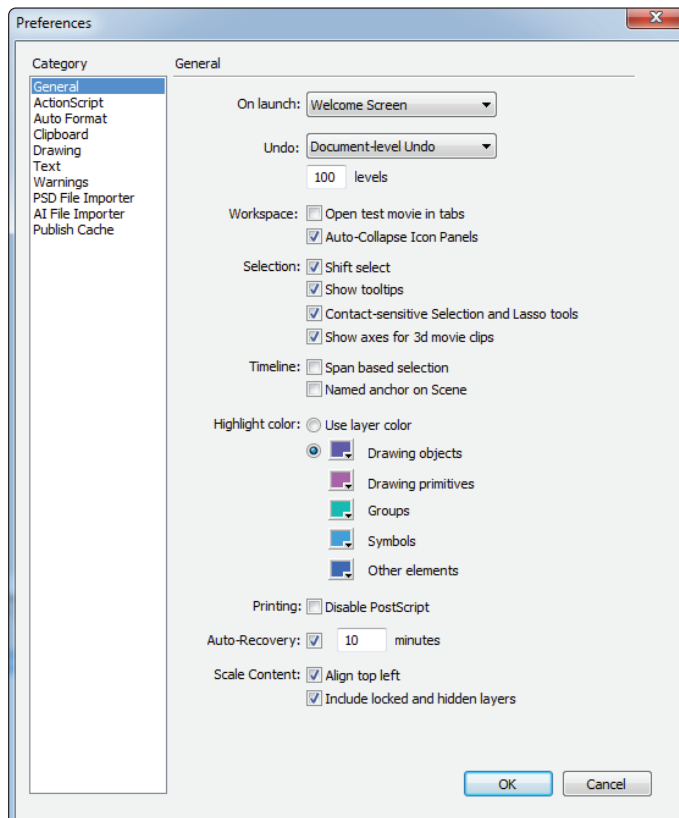 Preferences
Category
General
ActionScript
Auto Format
Clipboard
Drawing
Text
Warnings
PSD File Importer
AI File Importer
Publish Cache
General
On launch: Welcome Screen
Undo: Document-level Undo
100 levels
Workspace: Open test movie in tabs
Auto-Collapse Icon Panels
Selection: Shift select
Show tooltips
Contact-sensitive Selection and Lasso tools
Show axes for 3d movie clips
Timeline: Span based selection
Named anchor on Scene
Highlight color: Use layer color
Drawing objects
Drawing primitives
Groups
Symbols
Other elements
Printing: Disable PostScript
Auto-Recovery: 10 minutes
Scale Content: Align top left
Include locked and hidden layers
OK Cancel